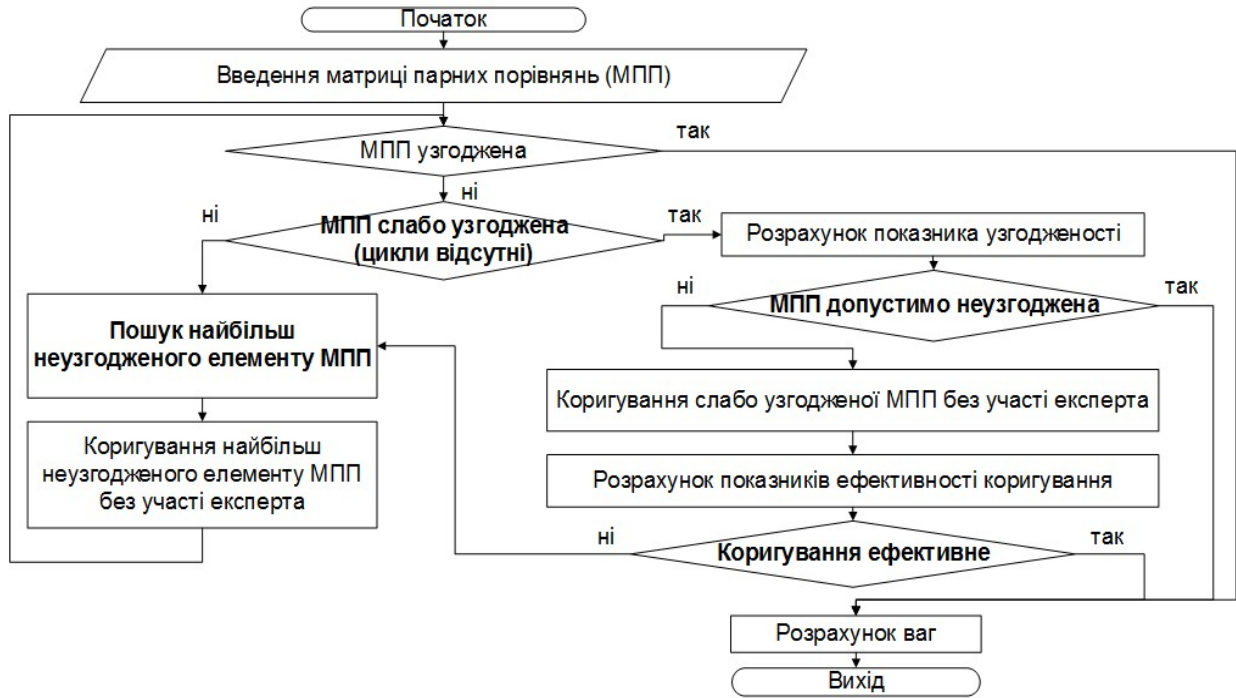 Початок
Введення матриці парних порівнянь (МПП)
так
МПП узгоджена
ні
ні
МПП слабо узгоджена
(цикли відсутні)
так
Розрахунок показника узгодженості
ні
МПП допустимо неузгоджена
так
Пошук найбільш
неузгодженого елементу МПП
Коригування слабо узгодженої МПП без участі експерта
Коригування найбільш
неузгодженого елементу МПП
без участі експерта
Розрахунок показників ефективності коригування
ні
Коригування ефективне
так
Розрахунок ваг
Вихід